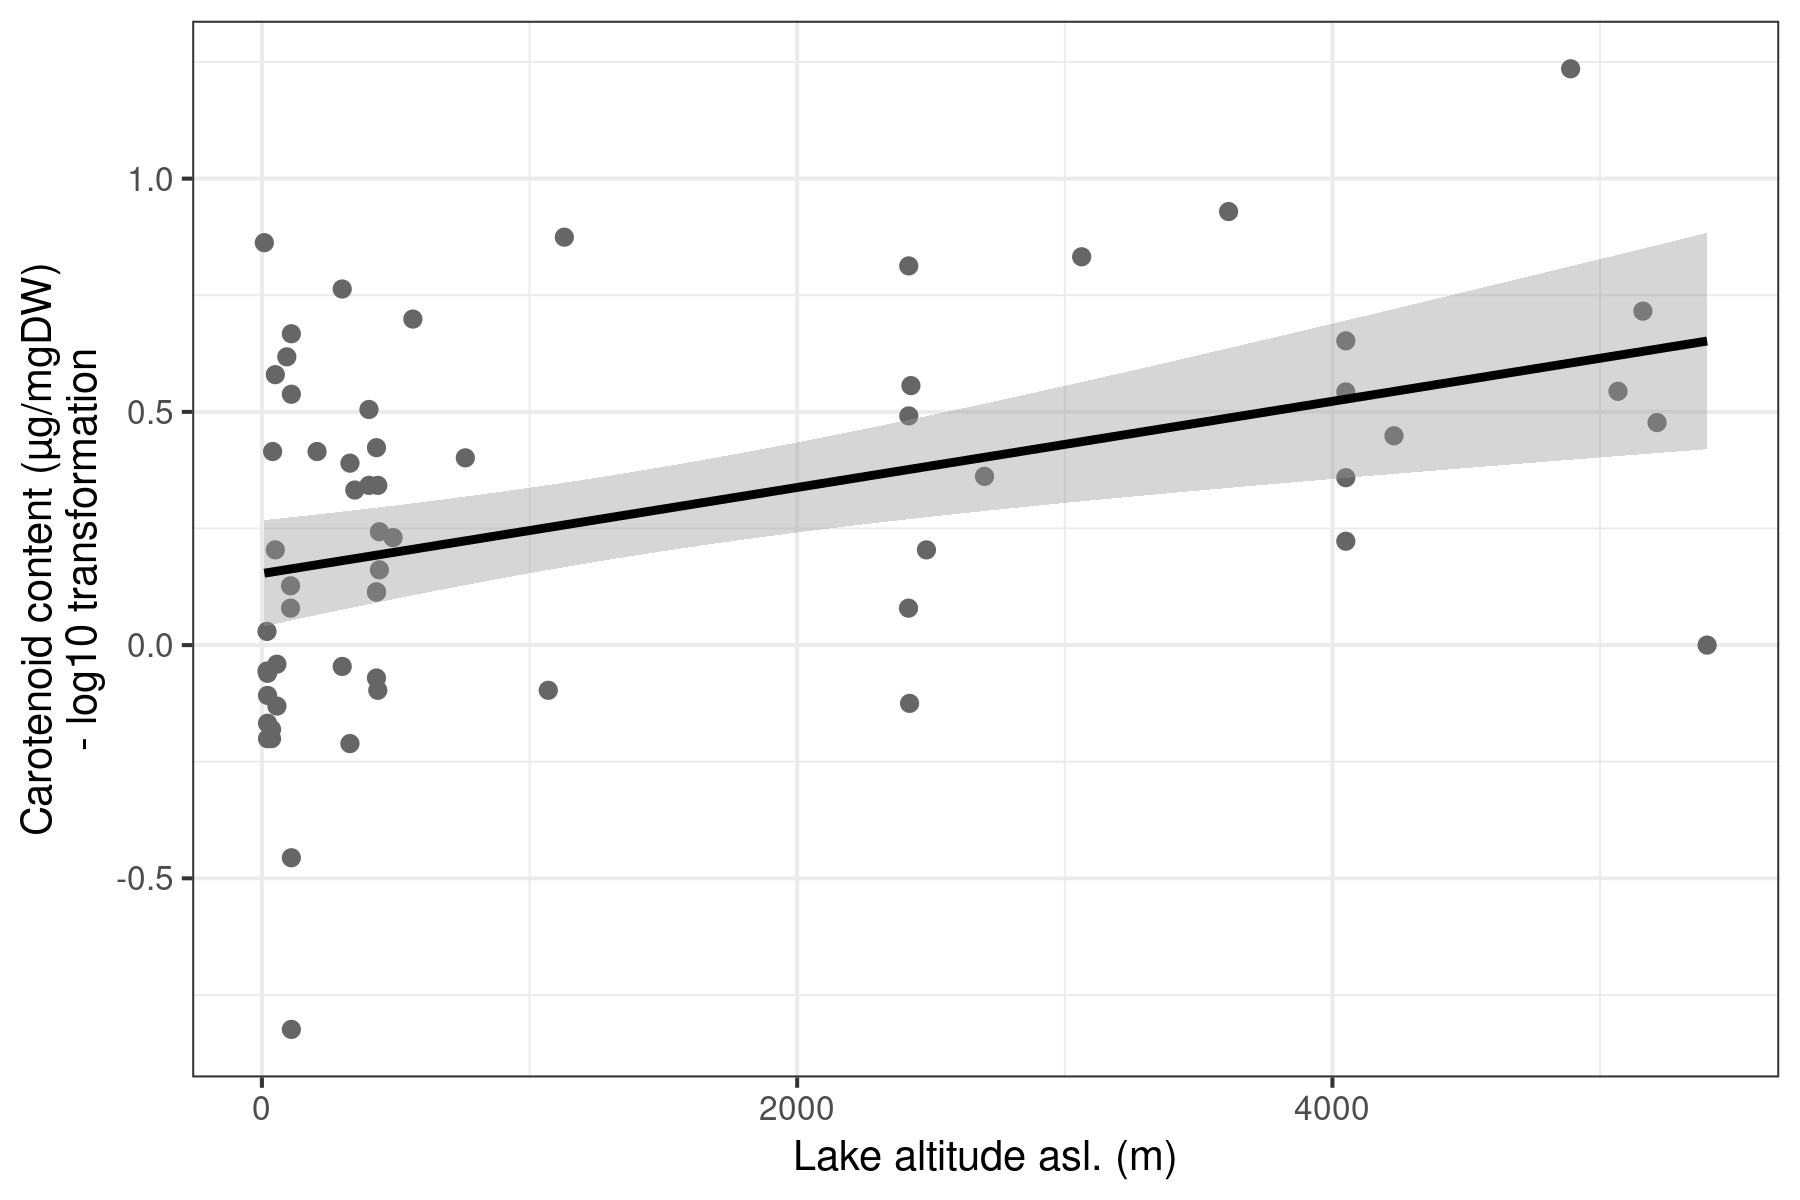 Carotenoid content (µg/mgDW)
- log10 transformation
1.0
0.5
0.0
-0.5
0
2000
4000
Lake altitude asl. (m)